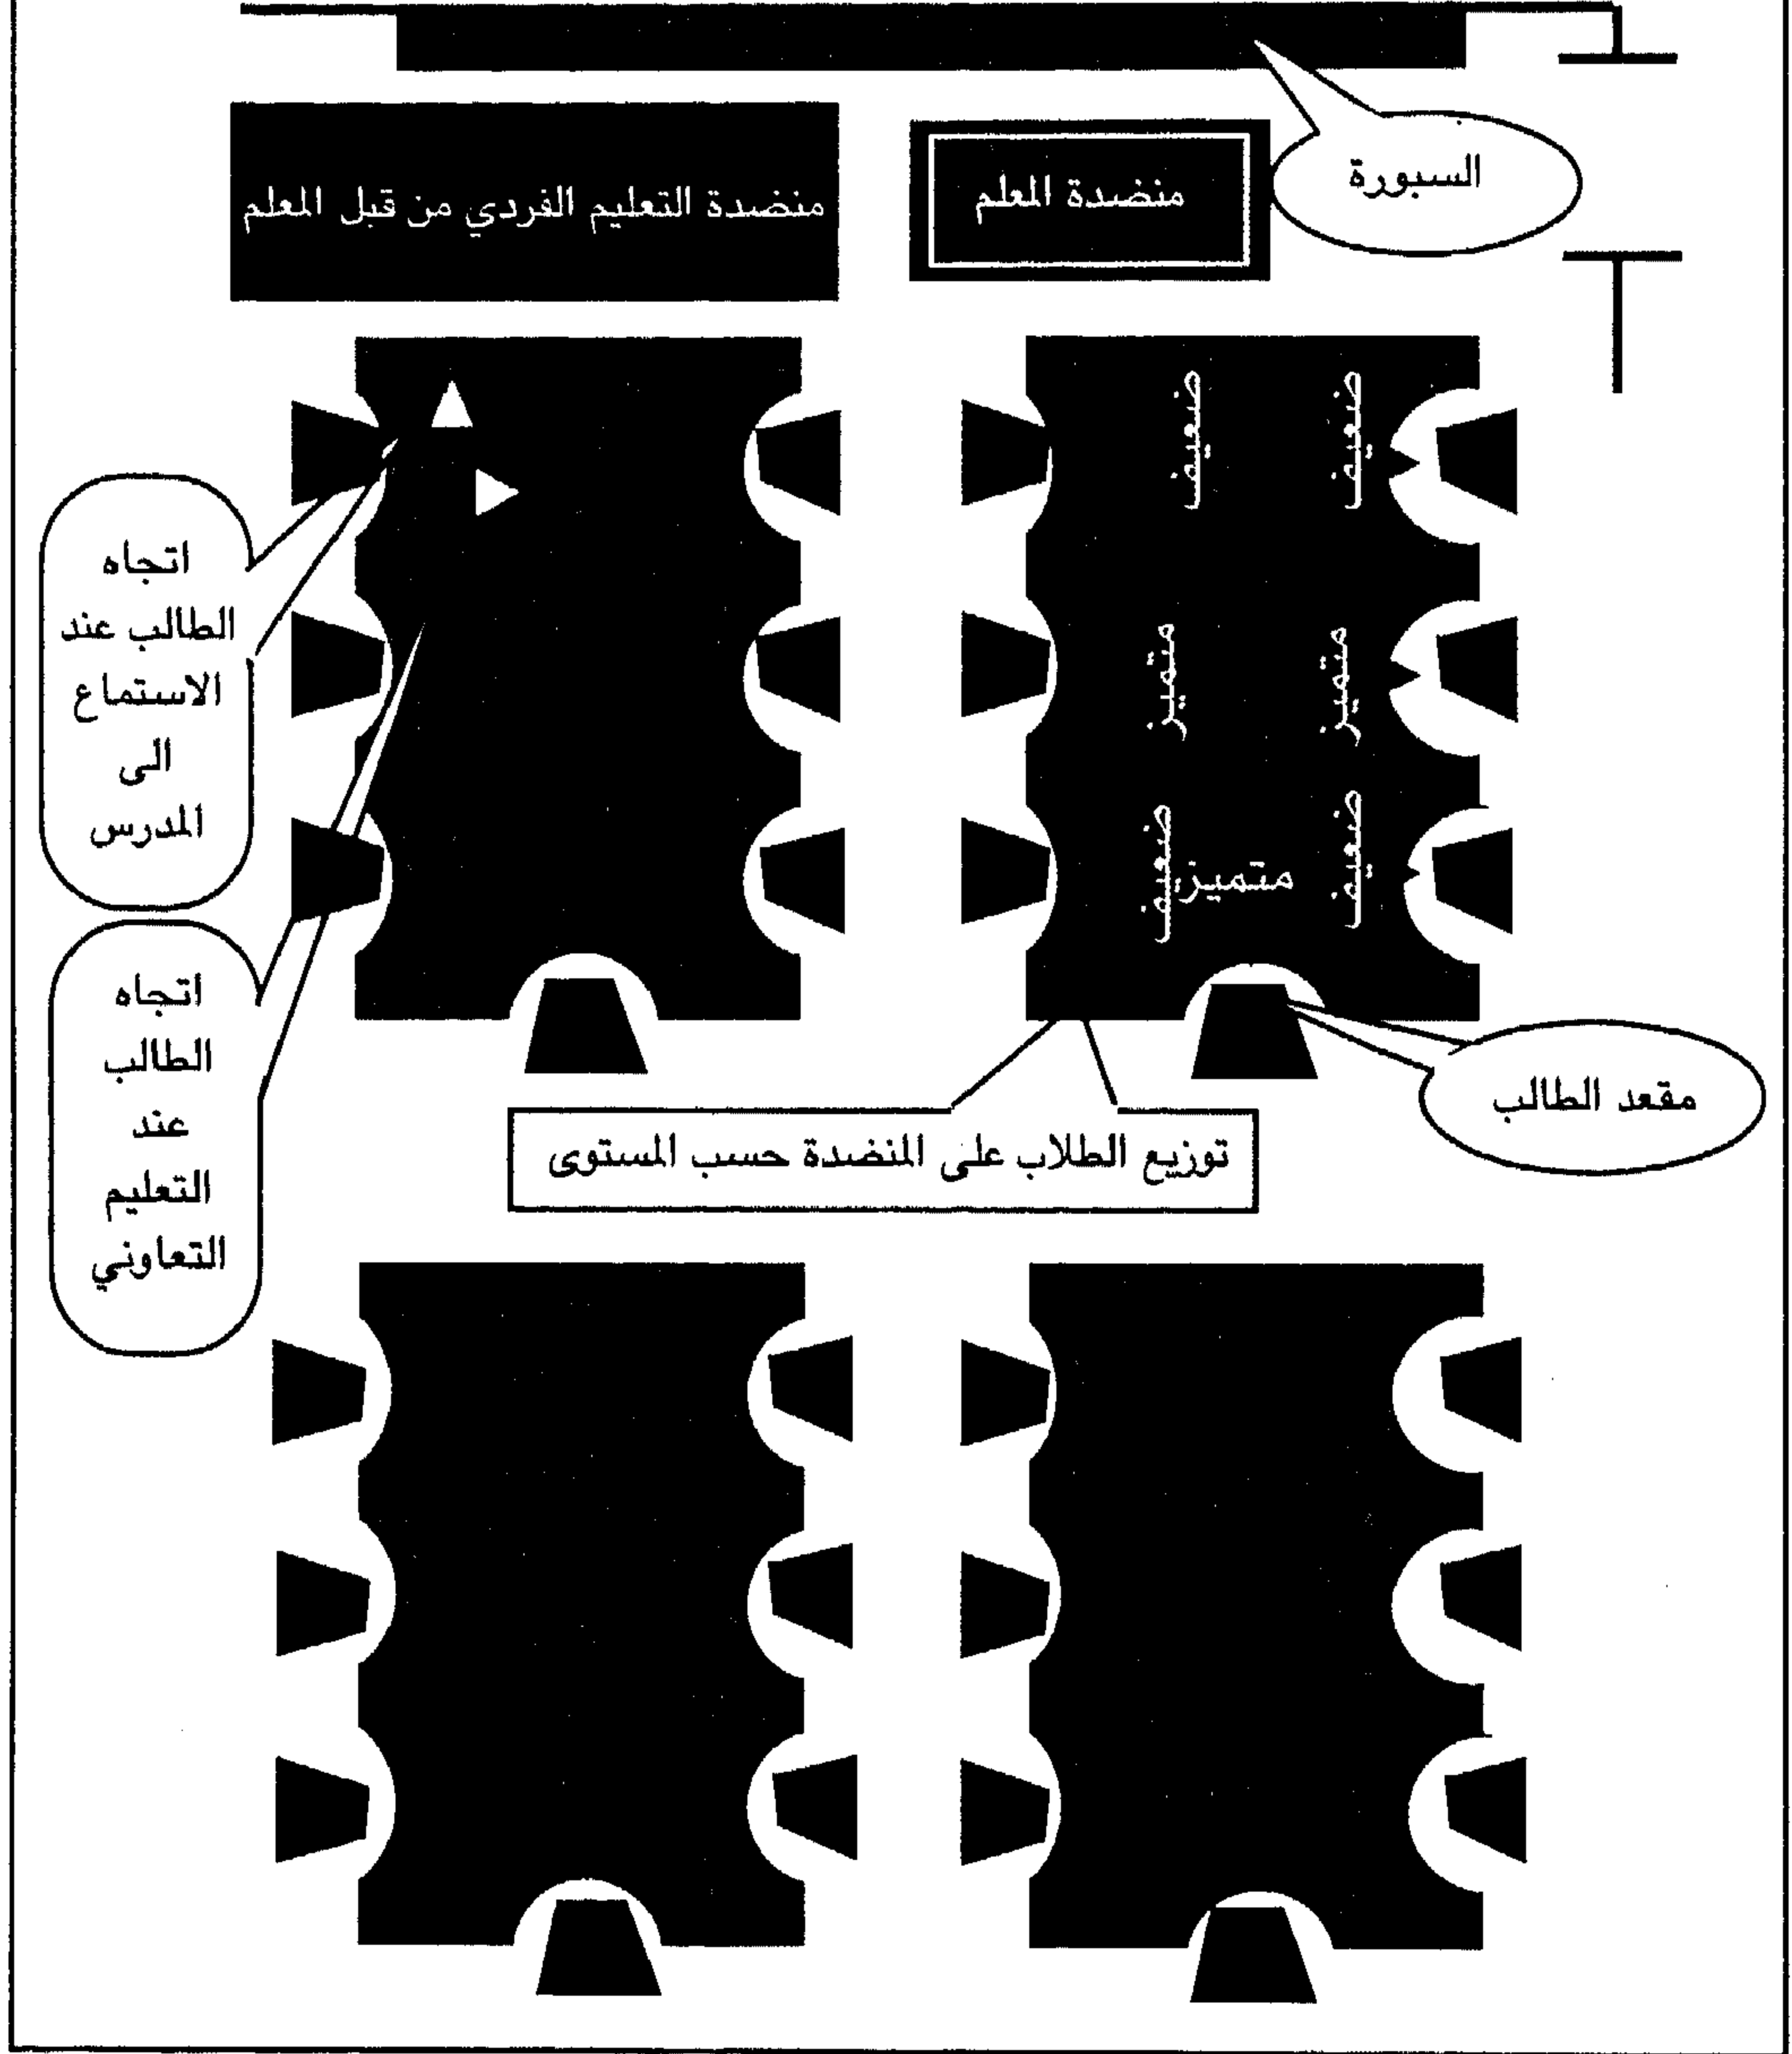 السبورة
منضدة المعلم
منضدة التعليم الفردي من قبل المعلم
ضعيف
ضعيف
متميز
متميز
ضعيف
متميز
ضعيف
اتجاه
الطالب عند
الاستماع
الى
المدرس
اتجاه
الطالب
عند
التعليم
التعاوني
مقعد الطالب
توزيع الطلاب على المنضدة حسب المستوى